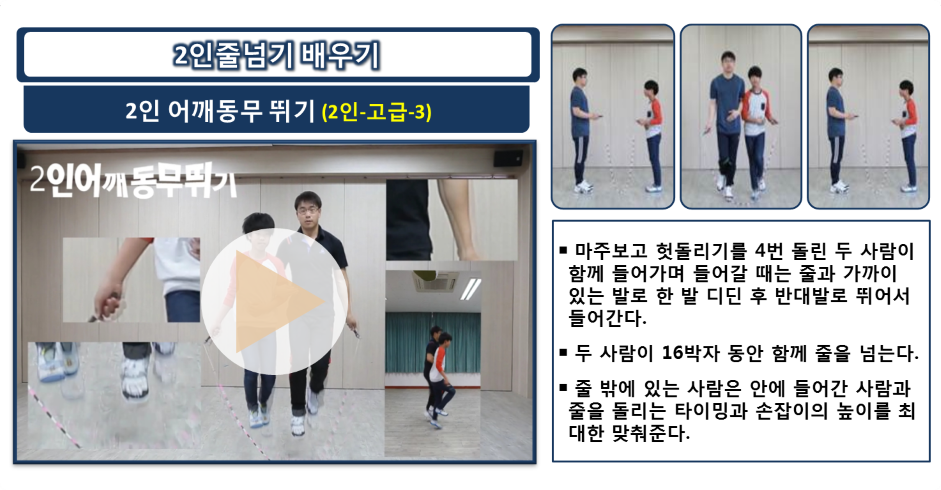 2인줄넘기 배우기
2인 어깨동무 뛰기 (2인-고급-3)
2인어깨동무뛰기
▪ 마주보고 헛돌리기를 4번 돌린 두 사람이
함께 들어가며 들어갈 때는 줄과 가까이
있는 발로 한 발 디딘 후 반대발로 뛰어서
들어간다.
▪ 두 사람이 16박자 동안 함께 줄을 넘는다.
▪ 줄 밖에 있는 사람은 안에 들어간 사람과
줄을 돌리는 타이밍과 손잡이의 높이를 최
대한 맞춰준다.